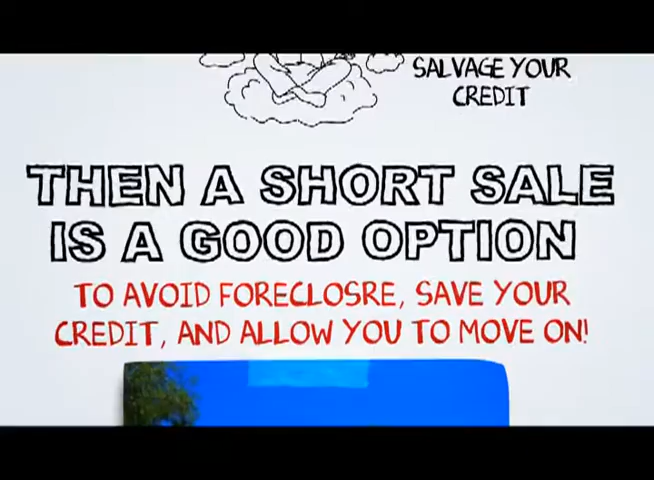 SALVAGE YOUR
CREDIT
THEN A SHORT SALE
IS A GOOD OPTION
TO AVOID FORECLOSRE, SAVE YOUR
CREDIT, AND ALLOW YOU TO MOVE ON!